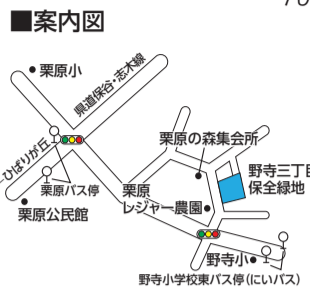 ■案内図
栗原小
県道保谷・志木線
ひばりが丘
栗原バス停
栗原公民館
栗原の森集会所
野寺三丁目
保全緑地
栗原
レジャー農園
野寺小
野寺小学校東バス停(にいバス)